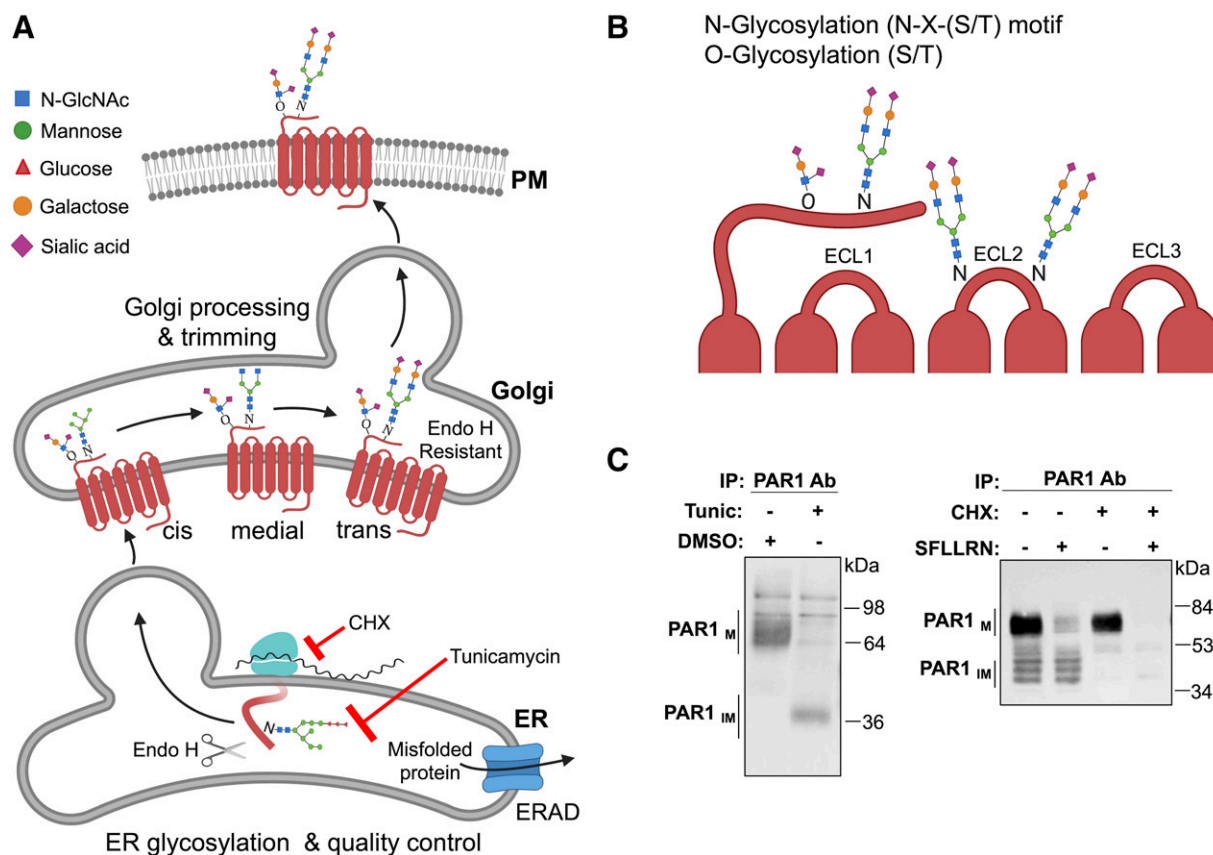 A
N-GlcNAc
Mannose
Glucose
Galactose
Sialic acid
O
N
PM
Golgi processing
& trimming
Golgi
O
N
O
N
O
N
Endo H
Resistant
cis
medial
trans
CHX
Tunicamycin
ER
N
Endo H
Misfolded
protein
ERAD
ER glycosylation & quality control
B
N-Glycosylation (N-X-(S/T) motif
O-Glycosylation (S/T)
O
N
N
N
ECL1
ECL2
ECL3
C
IP: PAR1 Ab
Tunic: - +
DMSO: + -
kDa
98
64
36
PAR1 M
PAR1 IM
IP: PAR1 Ab
CHX: - - + +
SFLLRN: - + - +
kDa
84
53
34
PAR1 M
PAR1 IM